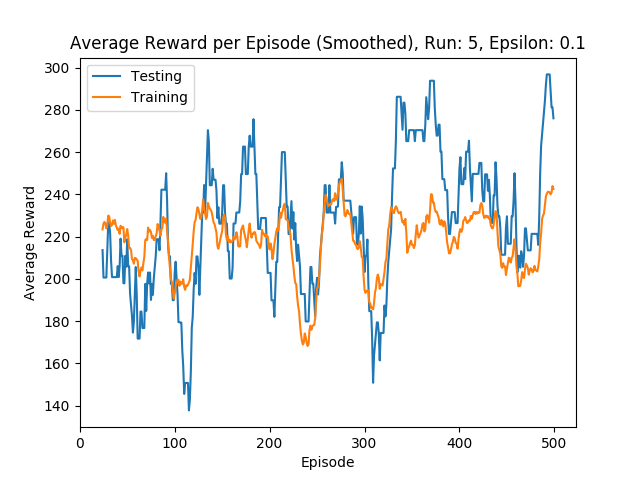 Average Reward per Episode (Smoothed), Run: 5, Epsilon: 0.1
Testing
Training
300
280
260
240
220
200
180
160
140
Average Reward
0 100 200 300 400 500
Episode